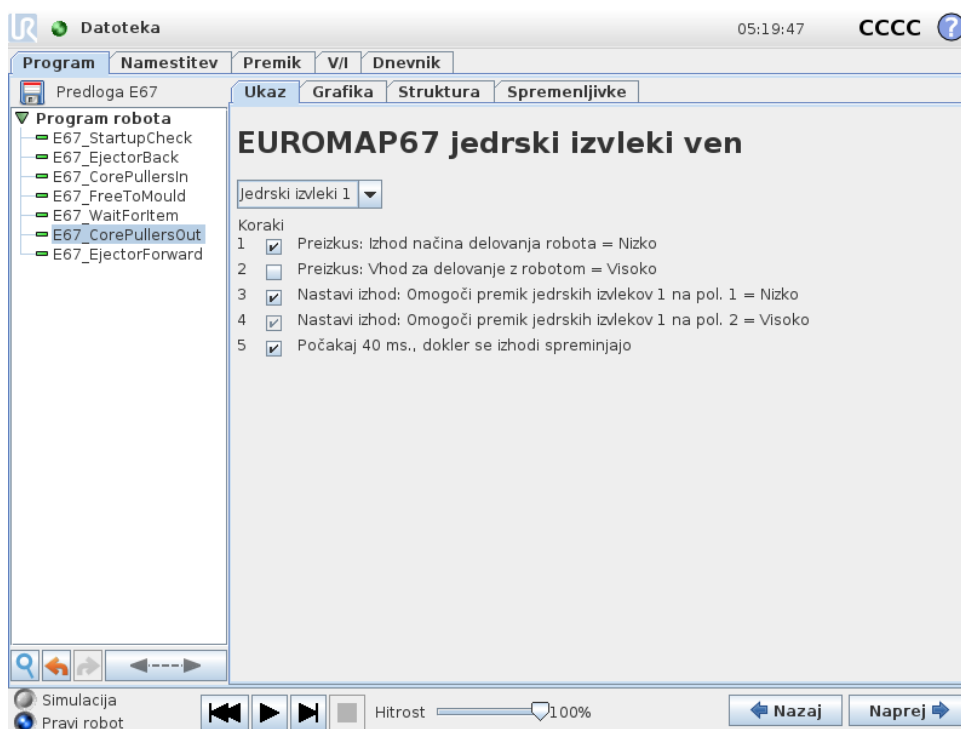 UR Datoteka 05:19:47 CCCC ?
Program Namestitev Premik V/I Dnevnik
Predloga E67 Ukaz Grafika Struktura Spremenljivke
Program robota
E67_StartupCheck
E67_EjectorBack
E67_CorePullersIn
E67_FreeToMould
E67_WaitForItem
E67_CorePullersOut
E67_EjectorForward
EUROMAP67 jedrski izvleki ven
Jedrski izvleki 1
Koraki
1 Preizkus: Izhod načina delovanja robota = Nizko
2 Preizkus: Vhod za delovanje z robotom = Visoko
3 Nastavi izhod: Omogoči premik jedrskih izvlekov 1 na pol. 1 = Nizko
4 Nastavi izhod: Omogoči premik jedrskih izvlekov 1 na pol. 2 = Visoko
5 Počakaj 40 ms., dokler se izhodi spreminjajo
Simulacija
Pravi robot
Hitrost 100% Nazaj Naprej